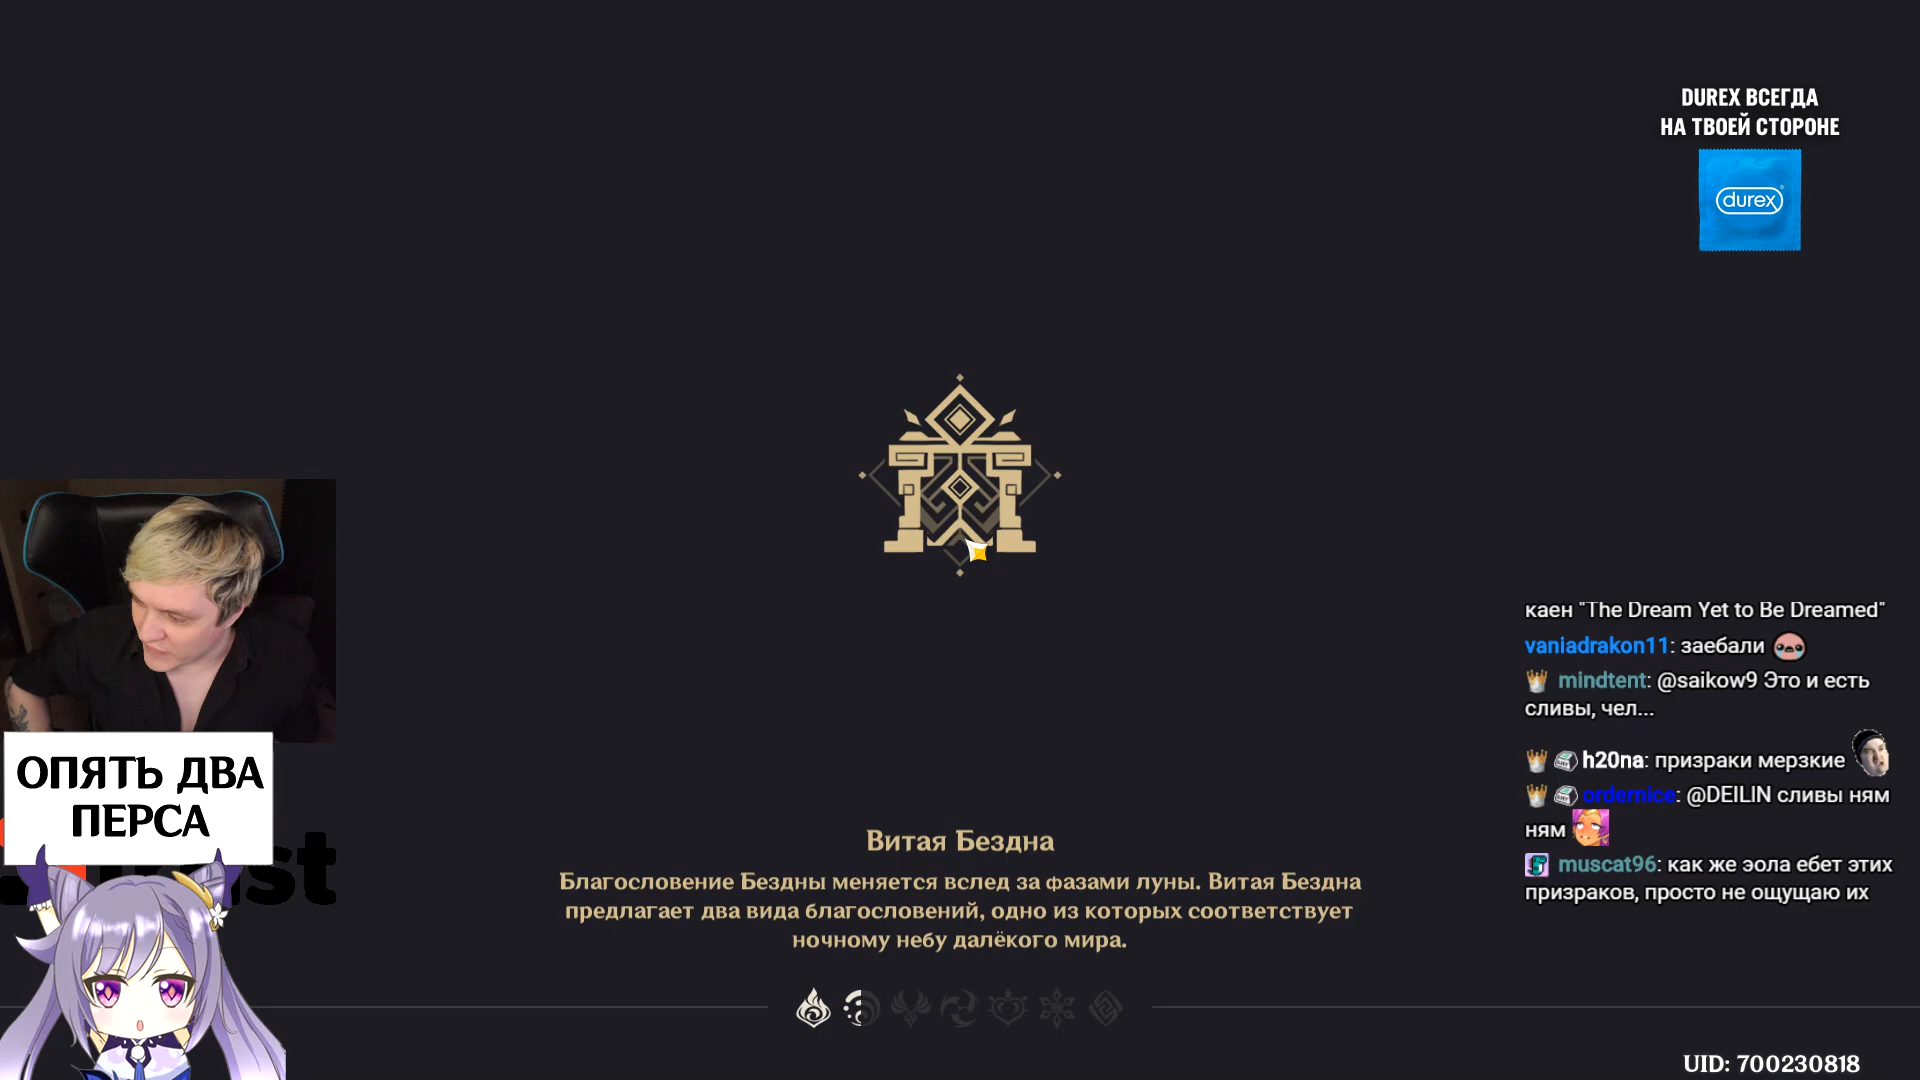 DUREX ВСЕГДА
НА ТВОЕЙ СТОРОНЕ
durex
каен "The Dream Yet to Be Dreamed"
vaniadrakon11: заебали
mindtent: @saikow9 Это и есть
сливы, чел...
h20na: призраки мерзкие
ordernice: @DEILIN сливы ням
ням
muscat96: как же эола ебет этих
призраков, просто не ощущаю их
ОПЯТЬ ДВА
ПЕРСА
st
Витая Бездна
Благословение Бездны меняется вслед за фазами луны. Витая Бездна
предлагает два вида благословений, одно из которых соответствует
ночному небу далёкого мира.
UID: 700230818